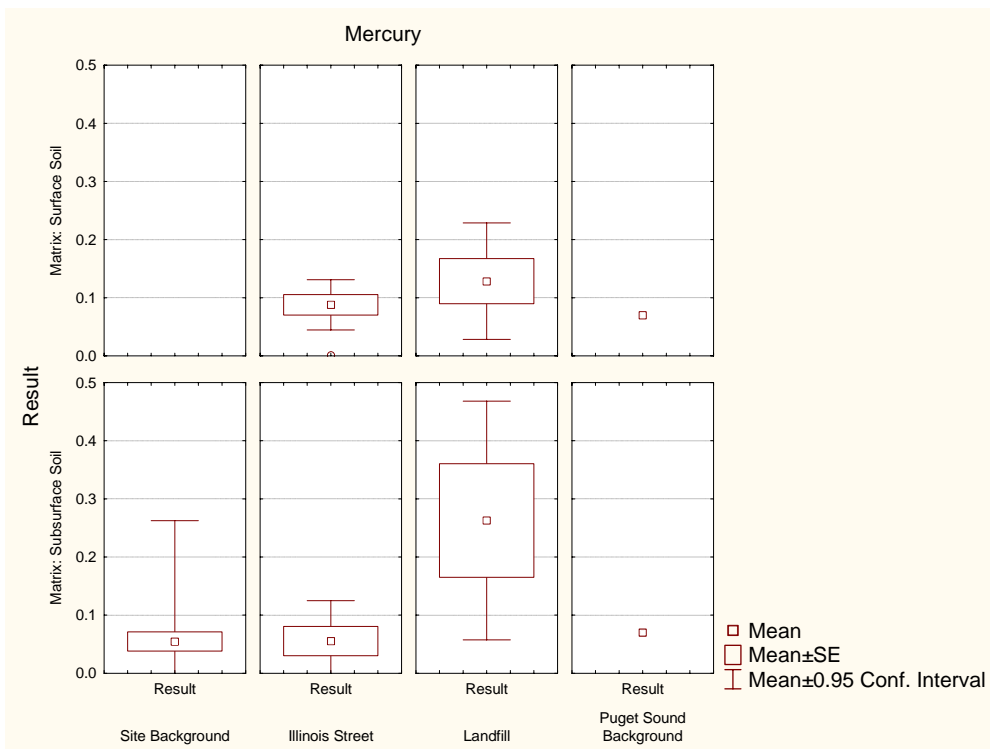 Mercury
Result
Matrix: Surface Soil
0.5
0.4
0.3
0.2
0.1
0.0
Matrix: Subsurface Soil
0.5
0.4
0.3
0.2
0.1
0.0
Result
Result
Result
Result
Site Background
Illinois Street
Landfill
Puget Sound
Background
Mean
Mean±SE
Mean±0.95 Conf. Interval